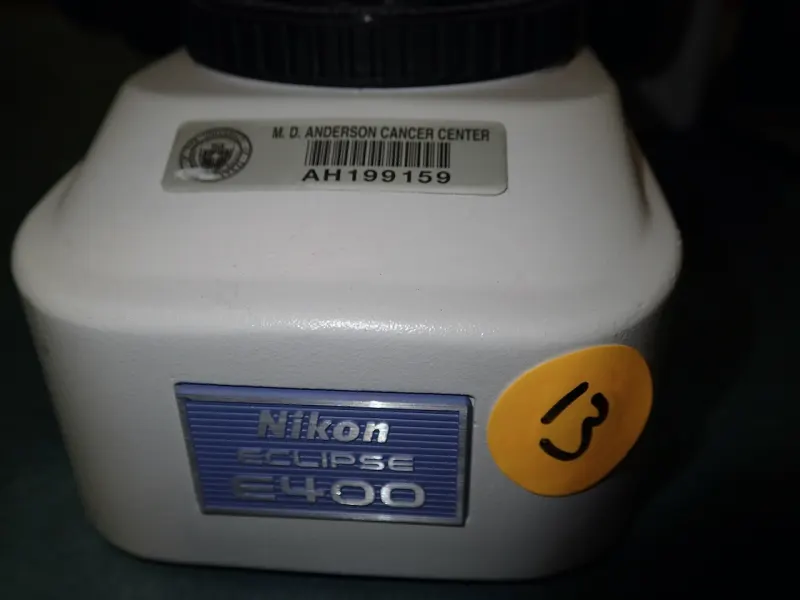 M. D. ANDERSON CANCER CENTER
AH199159
Nikon
ECLIPSE
E400
13